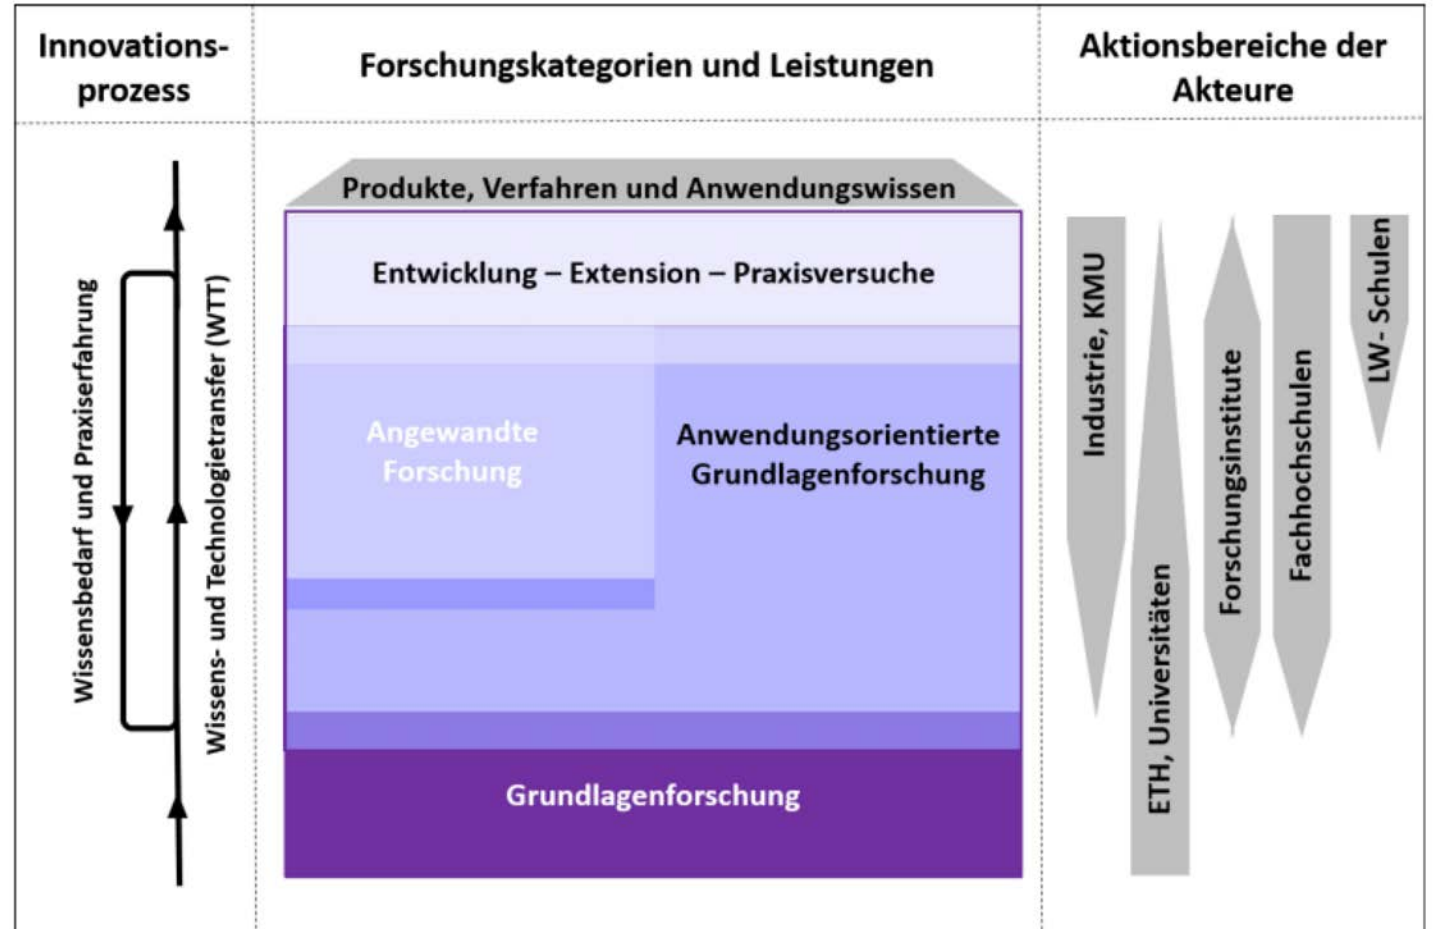 Innovations-
prozess
Forschungskategorien und Leistungen
Aktionsbereiche der
Akteure
Wissensbedarf und Praxiserfahrung
Wissens- und Technologietransfer (WTT)
Produkte, Verfahren und Anwendungswissen
Entwicklung – Extension – Praxisversuche
Angewandte
Forschung
Anwendungsorientierte
Grundlagenforschung
Grundlagenforschung
Industrie, KMU
ETH, Universitäten
Forschungsinstitute
Fachhochschulen
LW- Schulen